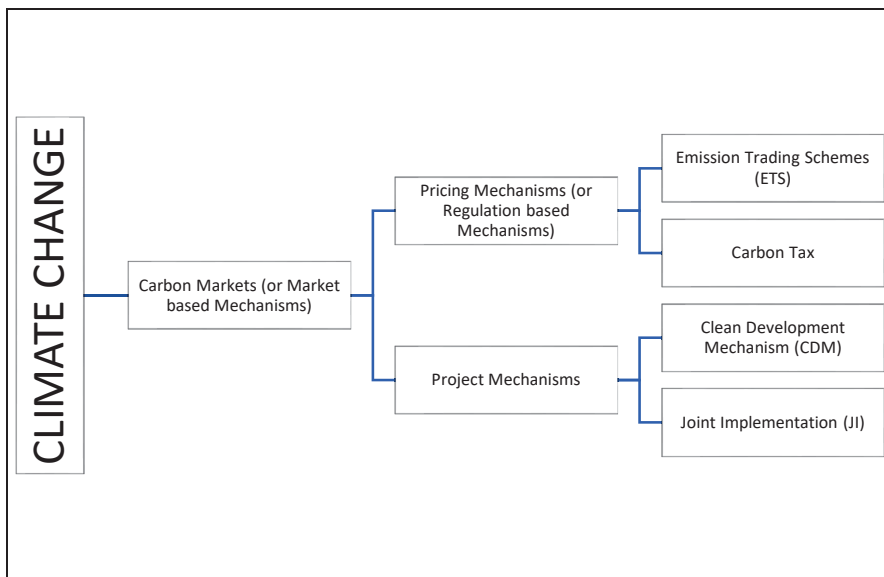 CLIMATE CHANGE
Carbon Markets (or Market
based Mechanisms)
Pricing Mechanisms (or
Regulation based
Mechanisms)
Emission Trading Schemes
(ETS)
Carbon Tax
Project Mechanisms
Clean Development
Mechanism (CDM)
Joint Implementation (JI)